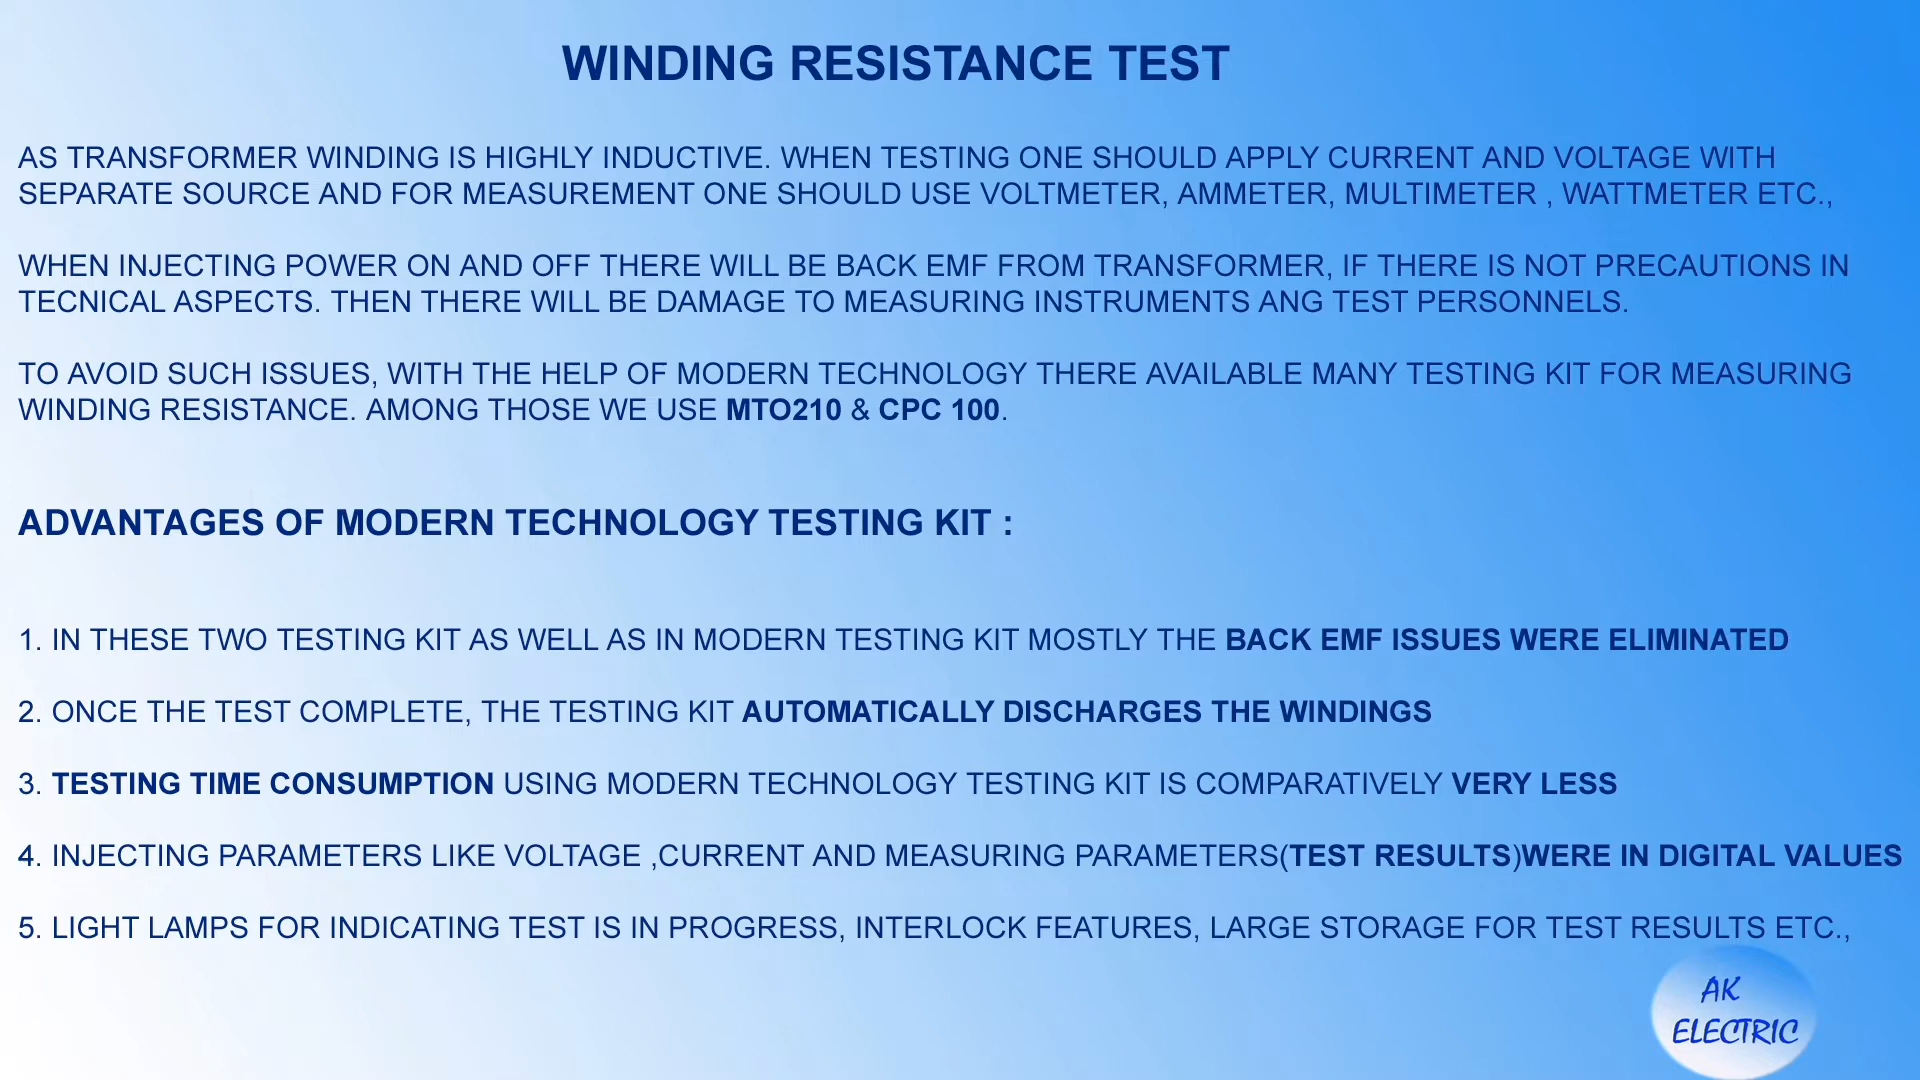 WINDING RESISTANCE TEST
AS TRANSFORMER WINDING IS HIGHLY INDUCTIVE. WHEN TESTING ONE SHOULD APPLY CURRENT AND VOLTAGE WITH
SEPARATE SOURCE AND FOR MEASUREMENT ONE SHOULD USE VOLTMETER, AMMETER, MULTIMETER , WATTMETER ETC.,
WHEN INJECTING POWER ON AND OFF THERE WILL BE BACK EMF FROM TRANSFORMER, IF THERE IS NOT PRECAUTIONS IN
TECNICAL ASPECTS. THEN THERE WILL BE DAMAGE TO MEASURING INSTRUMENTS ANG TEST PERSONNELS.
TO AVOID SUCH ISSUES, WITH THE HELP OF MODERN TECHNOLOGY THERE AVAILABLE MANY TESTING KIT FOR MEASURING
WINDING RESISTANCE. AMONG THOSE WE USE MTO210 & CPC 100.
ADVANTAGES OF MODERN TECHNOLOGY TESTING KIT :
1. IN THESE TWO TESTING KIT AS WELL AS IN MODERN TESTING KIT MOSTLY THE BACK EMF ISSUES WERE ELIMINATED
2. ONCE THE TEST COMPLETE, THE TESTING KIT AUTOMATICALLY DISCHARGES THE WINDINGS
3. TESTING TIME CONSUMPTION USING MODERN TECHNOLOGY TESTING KIT IS COMPARATIVELY VERY LESS
4. INJECTING PARAMETERS LIKE VOLTAGE ,CURRENT AND MEASURING PARAMETERS(TEST RESULTS)WERE IN DIGITAL VALUES
5. LIGHT LAMPS FOR INDICATING TEST IS IN PROGRESS, INTERLOCK FEATURES, LARGE STORAGE FOR TEST RESULTS ETC.,
AK
ELECTRIC